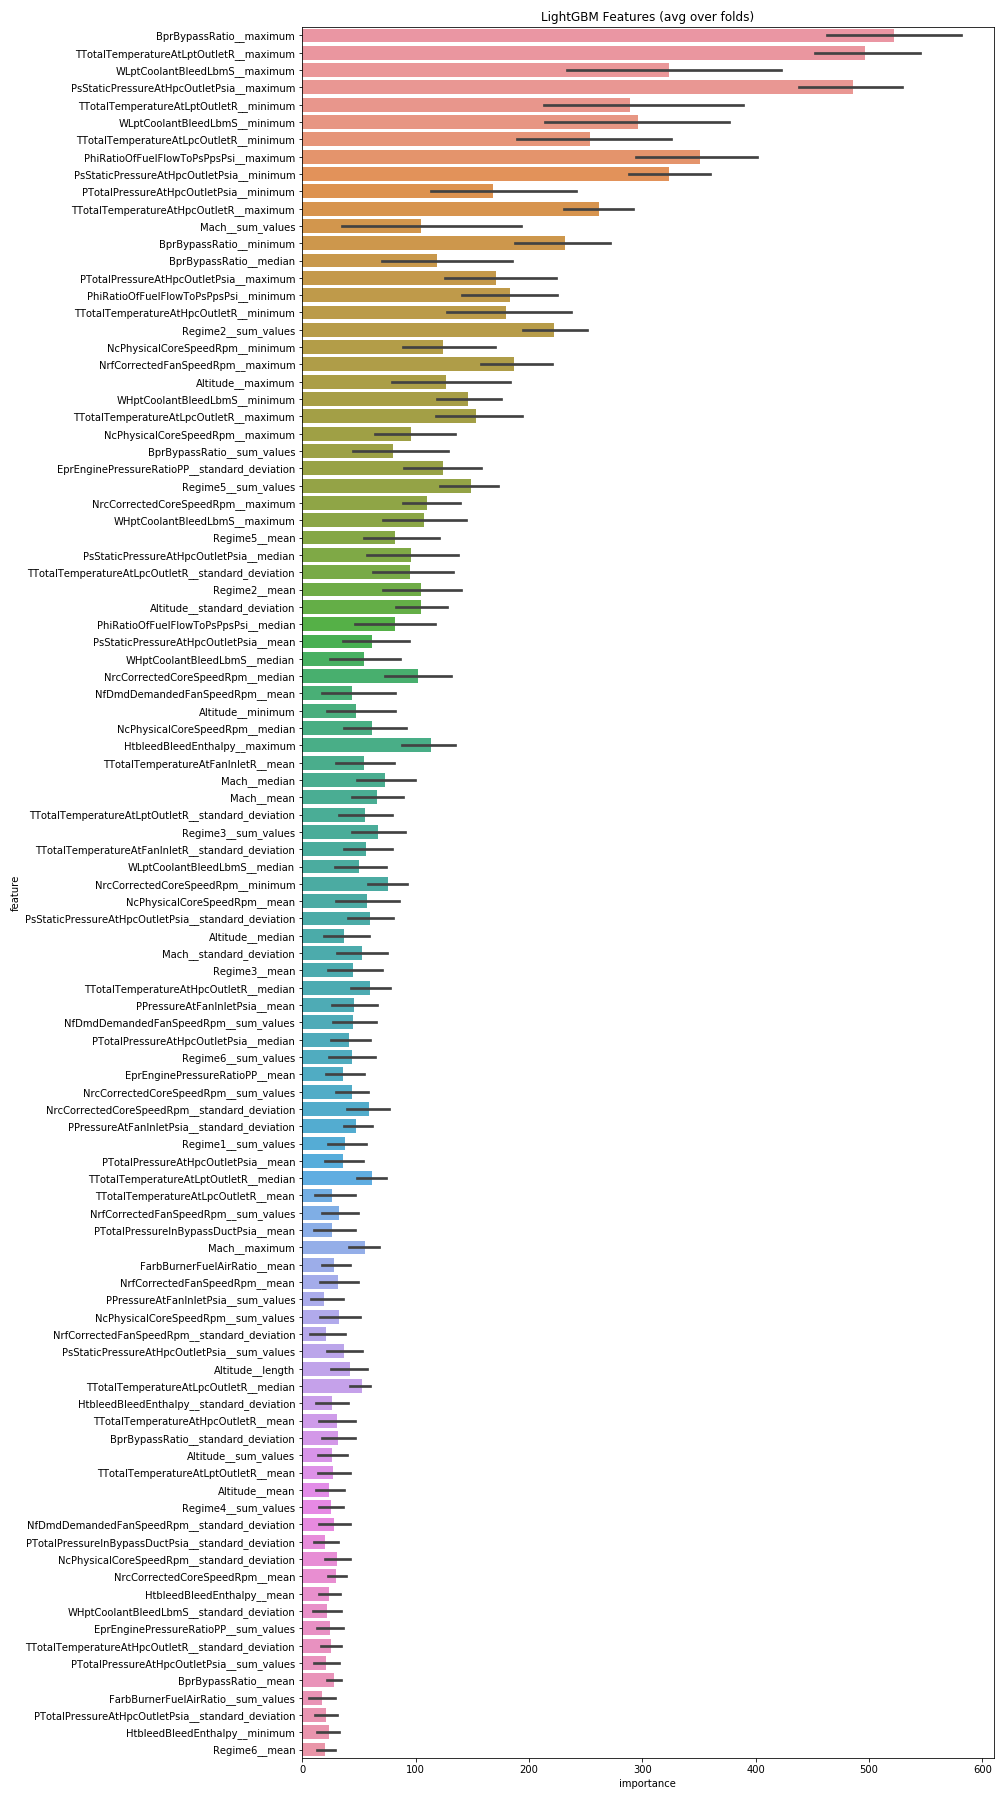 LightGBM Features (avg over folds)
BprBypassRatio__maximum
TTotalTemperatureAtLptOutletR__maximum
WLptCoolantBleedLbmS__maximum
PsStaticPressureAtHpcOutletPsia__maximum
TTotalTemperatureAtLptOutletR__minimum
WLptCoolantBleedLbmS__minimum
TTotalTemperatureAtLpcOutletR__minimum
PhiRatioOfFuelFlowToPsPpsPsi__maximum
PsStaticPressureAtHpcOutletPsia__minimum
PTotalPressureAtHpcOutletPsia__minimum
TTotalTemperatureAtHpcOutletR__maximum
Mach__sum_values
BprBypassRatio__minimum
BprBypassRatio__median
PTotalPressureAtHpcOutletPsia__maximum
PhiRatioOfFuelFlowToPsPpsPsi__minimum
TTotalTemperatureAtHpcOutletR__minimum
Regime2__sum_values
NcPhysicalCoreSpeedRpm__minimum
NrfCorrectedFanSpeedRpm__maximum
Altitude__maximum
WHptCoolantBleedLbmS__minimum
TTotalTemperatureAtLpcOutletR__maximum
NcPhysicalCoreSpeedRpm__maximum
BprBypassRatio__sum_values
EprEnginePressureRatioPP__standard_deviation
Regime5__sum_values
NrcCorrectedCoreSpeedRpm__maximum
WHptCoolantBleedLbmS__maximum
Regime5__mean
PsStaticPressureAtHpcOutletPsia__median
TTotalTemperatureAtLpcOutletR__standard_deviation
Regime2__mean
Altitude__standard_deviation
PhiRatioOfFuelFlowToPsPpsPsi__median
PsStaticPressureAtHpcOutletPsia__mean
WHptCoolantBleedLbmS__median
NrcCorrectedCoreSpeedRpm__median
NfDmdDemandedFanSpeedRpm__mean
Altitude__minimum
NcPhysicalCoreSpeedRpm__median
HtbleedBleedEnthalpy__maximum
TTotalTemperatureAtFanInletR__mean
Mach__median
Mach__mean
TTotalTemperatureAtLptOutletR__standard_deviation
Regime3__sum_values
TTotalTemperatureAtFanInletR__standard_deviation
WLptCoolantBleedLbmS__median
NrcCorrectedCoreSpeedRpm__minimum
NcPhysicalCoreSpeedRpm__mean
PsStaticPressureAtHpcOutletPsia__standard_deviation
Altitude__median
Mach__standard_deviation
Regime3__mean
TTotalTemperatureAtHpcOutletR__median
PPressureAtFanInletPsia__mean
NfDmdDemandedFanSpeedRpm__sum_values
PTotalPressureAtHpcOutletPsia__median
Regime6__sum_values
EprEnginePressureRatioPP__mean
NrcCorrectedCoreSpeedRpm__sum_values
NrcCorrectedCoreSpeedRpm__standard_deviation
PPressureAtFanInletPsia__standard_deviation
Regime1__sum_values
PTotalPressureAtHpcOutletPsia__mean
TTotalTemperatureAtLptOutletR__median
TTotalTemperatureAtLpcOutletR__mean
NrfCorrectedFanSpeedRpm__sum_values
PTotalPressureInBypassDuctPsia__mean
Mach__maximum
FarbBurnerFuelAirRatio__mean
NrfCorrectedFanSpeedRpm__mean
PPressureAtFanInletPsia__sum_values
NcPhysicalCoreSpeedRpm__sum_values
NrfCorrectedFanSpeedRpm__standard_deviation
PsStaticPressureAtHpcOutletPsia__sum_values
Altitude__length
TTotalTemperatureAtLpcOutletR__median
HtbleedBleedEnthalpy__standard_deviation
TTotalTemperatureAtHpcOutletR__mean
BprBypassRatio__standard_deviation
Altitude__sum_values
TTotalTemperatureAtLptOutletR__mean
Altitude__mean
Regime4__sum_values
NfDmdDemandedFanSpeedRpm__standard_deviation
PTotalPressureInBypassDuctPsia__standard_deviation
NcPhysicalCoreSpeedRpm__standard_deviation
NrcCorrectedCoreSpeedRpm__mean
HtbleedBleedEnthalpy__mean
WHptCoolantBleedLbmS__standard_deviation
EprEnginePressureRatioPP__sum_values
TTotalTemperatureAtHpcOutletR__standard_deviation
PTotalPressureAtHpcOutletPsia__sum_values
BprBypassRatio__mean
FarbBurnerFuelAirRatio__sum_values
PTotalPressureAtHpcOutletPsia__standard_deviation
HtbleedBleedEnthalpy__minimum
Regime6__mean
feature
0 100 200 300 400 500 600
importance